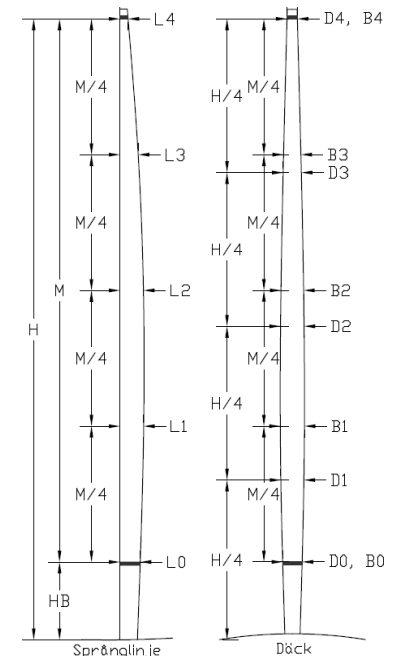 L4 D4, B4
M/4 H/4 M/4
L3 B3
D3
M/4 H/4 M/4
M L2 B2
H D2
M/4 H/4 M/4
L1 B1
D1
M/4 H/4 M/4
L0 D0, B0
HB
Språnglinje Däck